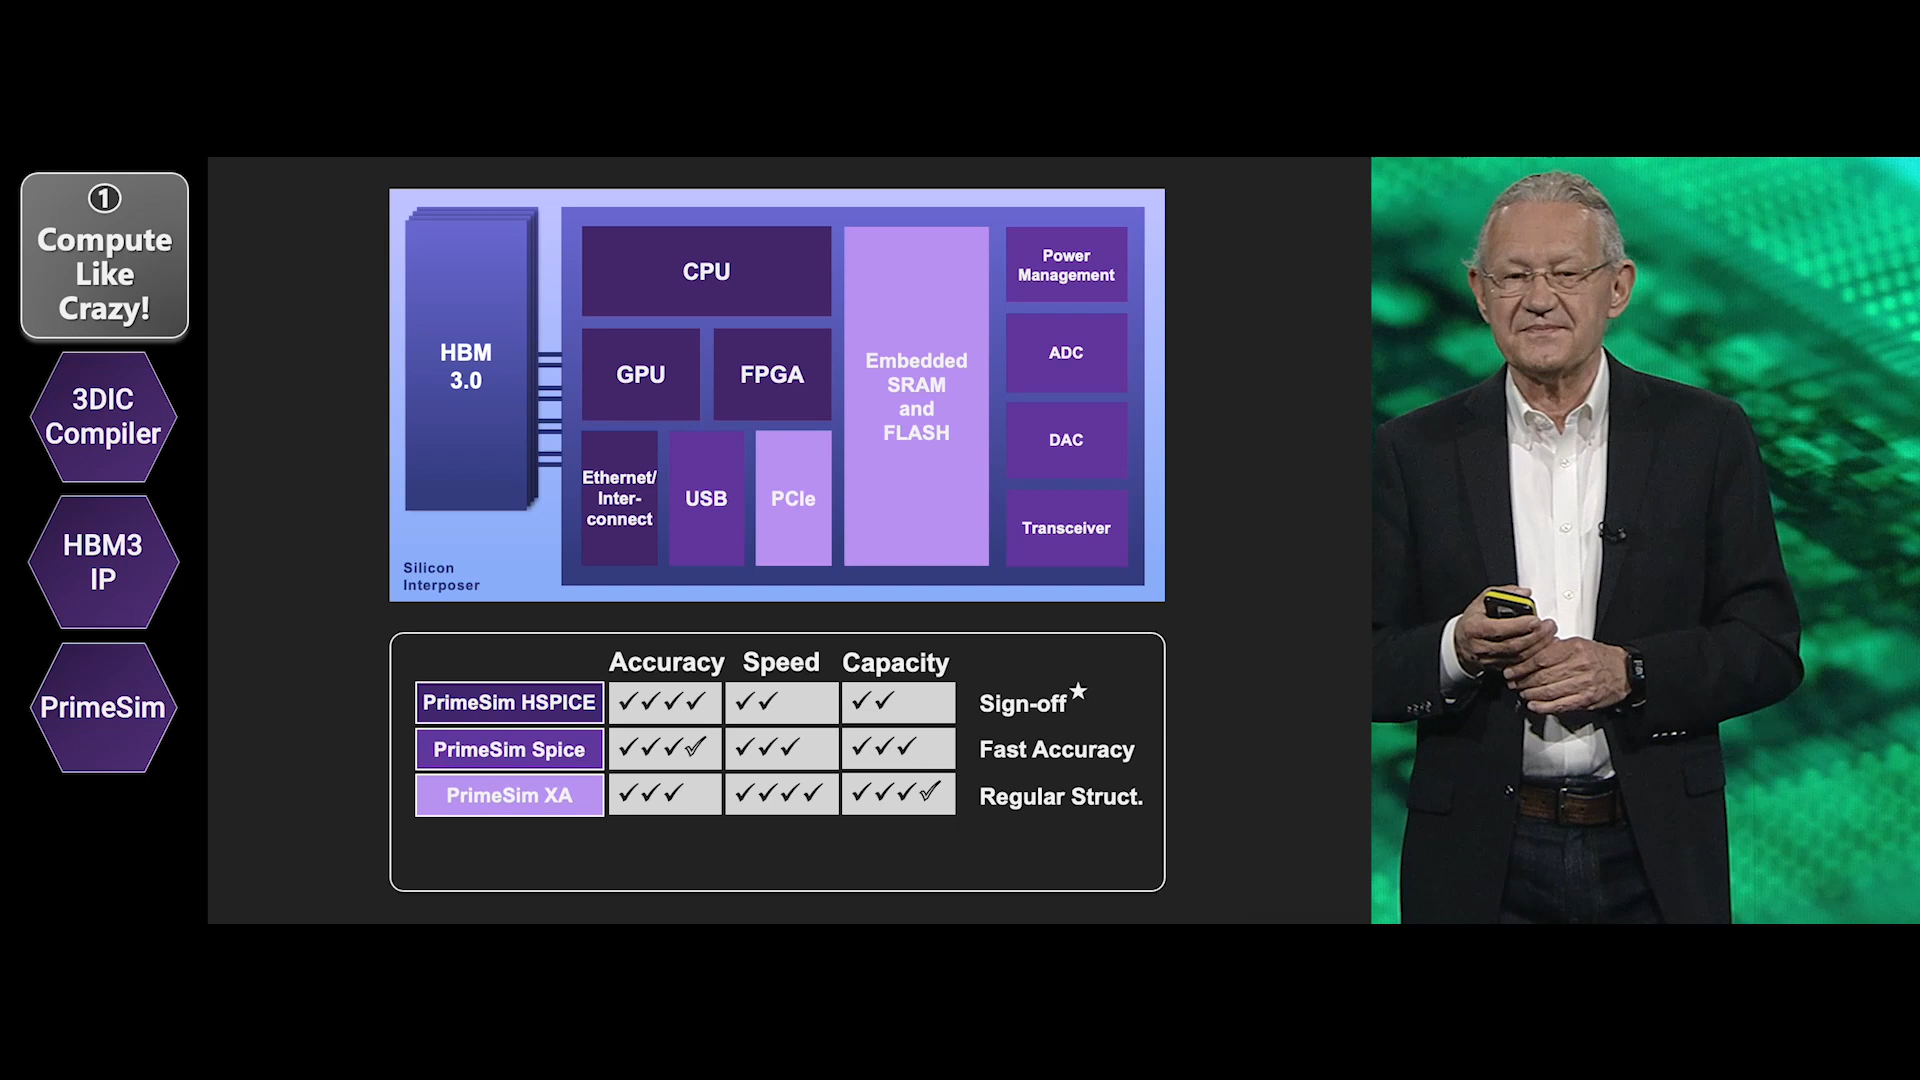 1
Compute
Like
Crazy!
3DIC
Compiler
HBM3
IP
PrimeSim
HBM
3.0
Silicon
Interposer
CPU
GPU
FPGA
Ethernet/
Inter-
connect
USB
PCIe
Embedded
SRAM
and
FLASH
Power
Management
ADC
DAC
Transceiver
Accuracy Speed Capacity
PrimeSim HSPICE ✓✓✓✓ ✓✓ ✓✓ Sign-off★
PrimeSim Spice ✓✓✓✓ ✓✓✓ ✓✓✓ Fast Accuracy
PrimeSim XA ✓✓✓ ✓✓✓✓ ✓✓✓✓ Regular Struct.